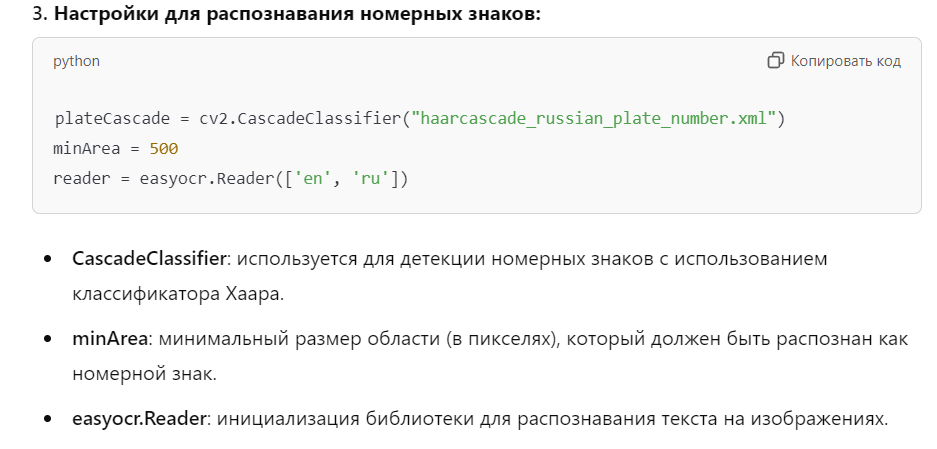 3. Настройки для распознавания номерных знаков:
python
Копировать код
plateCascade = cv2.CascadeClassifier("haarcascade_russian_plate_number.xml")
minArea = 500
reader = easyocr.Reader(['en', 'ru'])
• CascadeClassifier: используется для детекции номерных знаков с использованием
классификатора Хаара.
• minArea: минимальный размер области (в пикселях), который должен быть распознан как
номерной знак.
• easyocr.Reader: инициализация библиотеки для распознавания текста на изображениях.